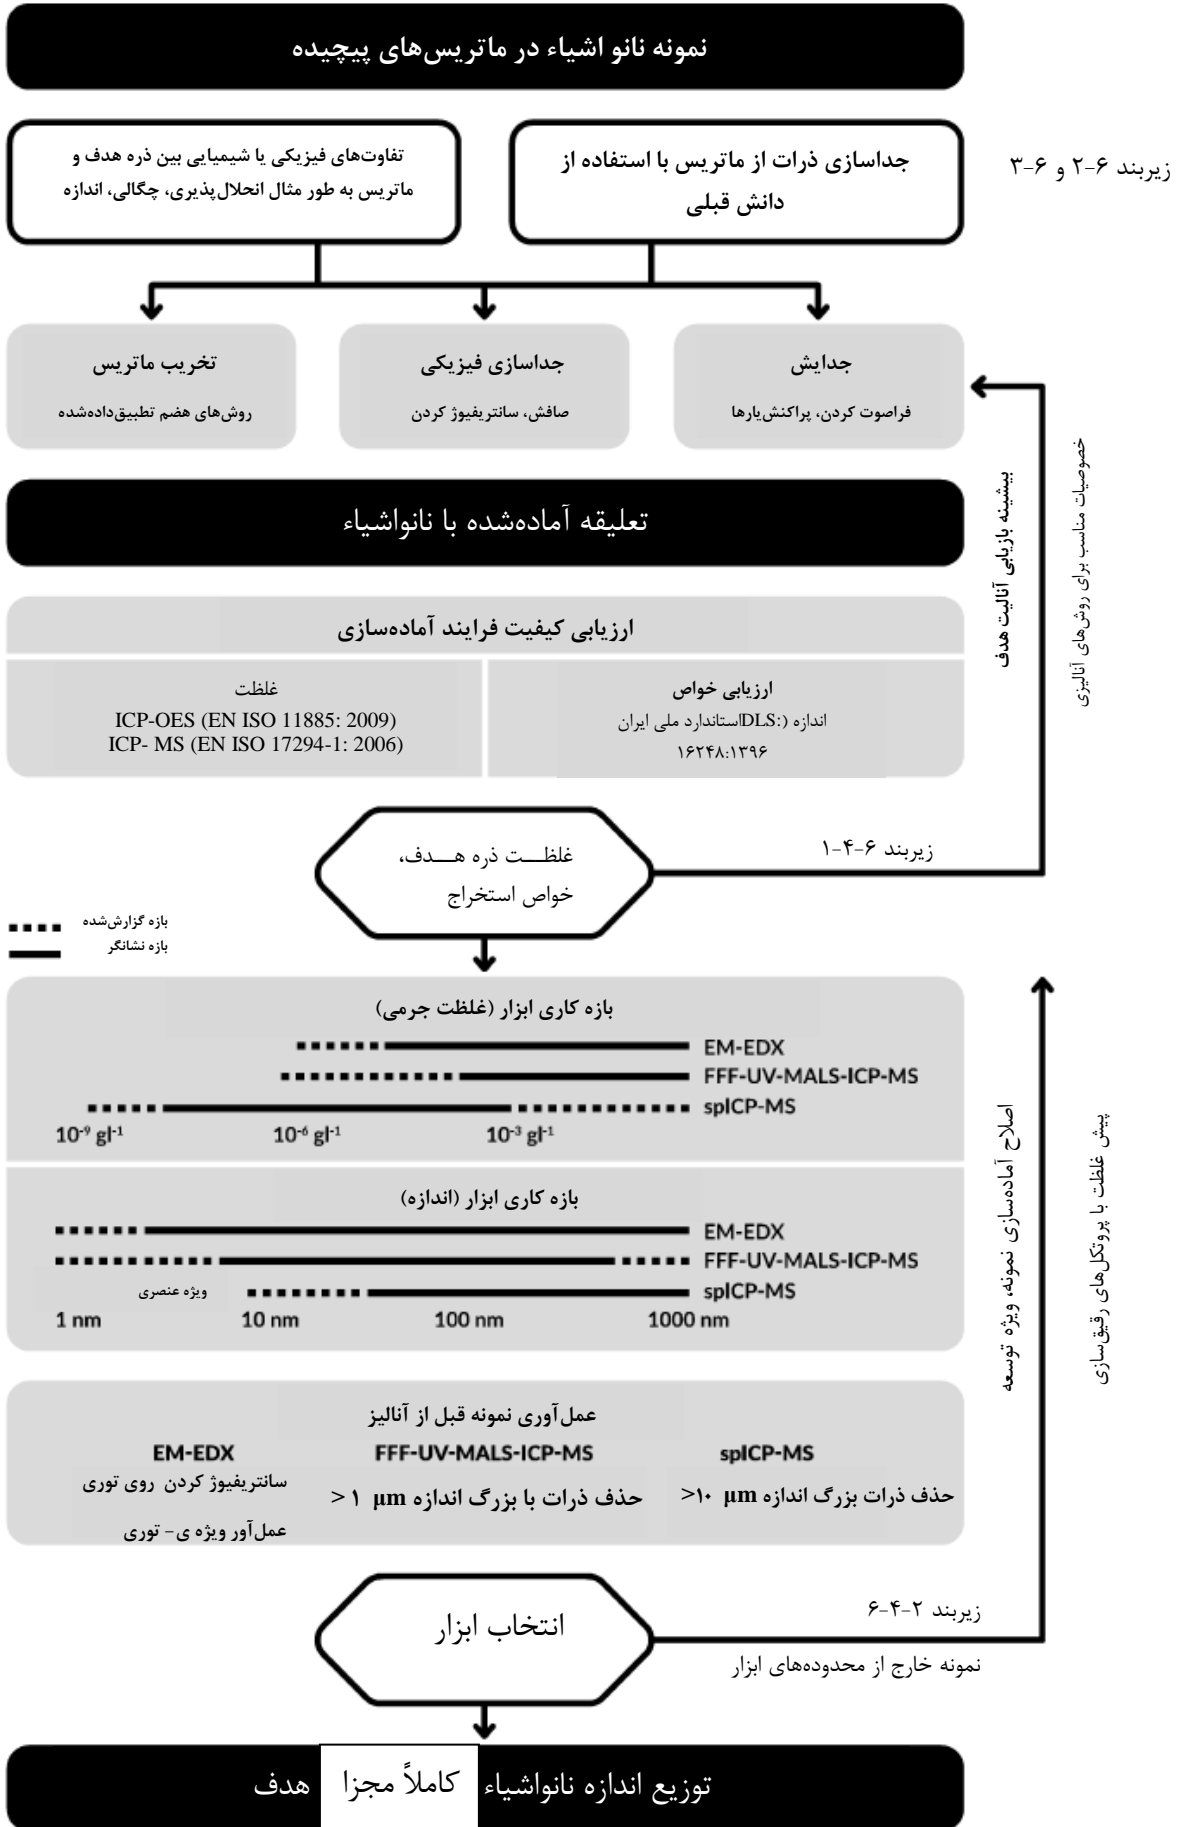 نمونه نانو اشیاء در ماتریس‌های پیچیده
زیربند ۶-۲ و ۶-۳
جداسازی ذرات از ماتریس با استفاده از
دانش قبلی
تفاوت‌های فیزیکی یا شیمیایی بین ذره هدف و
ماتریس به طور مثال انحلال‌پذیری، چگالی، اندازه
جدایش
فراصوت کردن، پراکنش‌یارها
جداسازی فیزیکی
صافش، سانتریفیوژ کردن
تخریب ماتریس
روش‌های هضم تطبیق‌داده‌شده
تعلیقه آماده‌شده با نانواشیاء
ارزیابی کیفیت فرایند آماده‌سازی
ارزیابی خواص
اندازه (:DLSاستاندارد ملی ایران
۱۶۲۴۸:۱۳۹۶
غلظت
ICP-OES (EN ISO 11885: 2009)
ICP- MS (EN ISO 17294-1: 2006)
بیشینه بازیابی آنالیت هدف
خصوصیات مناسب برای روش‌های آنالیزی
غلظــت ذره هــدف،
خواص استخراج
زیربند ۶-۴-۱
بازه گزارش‌شده
بازه نشانگر
بازه کاری ابزار (غلظت جرمی)
EM-EDX
FFF-UV-MALS-ICP-MS
spICP-MS
10⁻⁹ gl⁻¹ 10⁻⁶ gl⁻¹ 10⁻³ gl⁻¹
بازه کاری ابزار (اندازه)
EM-EDX
FFF-UV-MALS-ICP-MS
spICP-MS
ویژه عنصری
1 nm 10 nm 100 nm 1000 nm
اصلاح آماده‌سازی نمونه، ویژه توسعه
پیش غلظت با پروتکل‌های رقیق‌سازی
عمل‌آوری نمونه قبل از آنالیز
spICP-MS
حذف ذرات بزرگ اندازه ۱۰ µm<
FFF-UV-MALS-ICP-MS
حذف ذرات با بزرگ اندازه ۱ µm <
EM-EDX
سانتریفیوژ کردن روی توری
عمل‌آور ویژه ی- توری
انتخاب ابزار
زیربند ۶-۴-۲
نمونه خارج از محدوده‌های ابزار
توزیع اندازه نانواشیاء کاملاً مجزا هدف